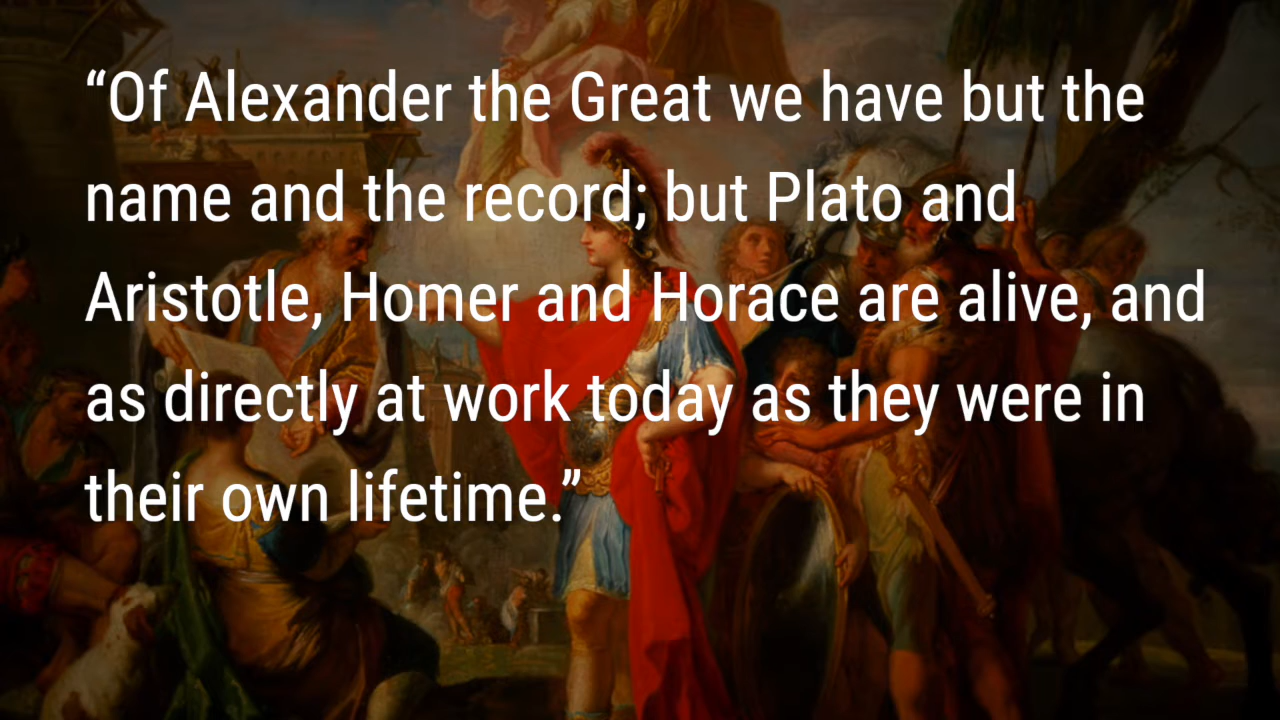 “Of Alexander the Great we have but the
name and the record; but Plato and
Aristotle, Homer and Horace are alive, and
as directly at work today as they were in
their own lifetime.”